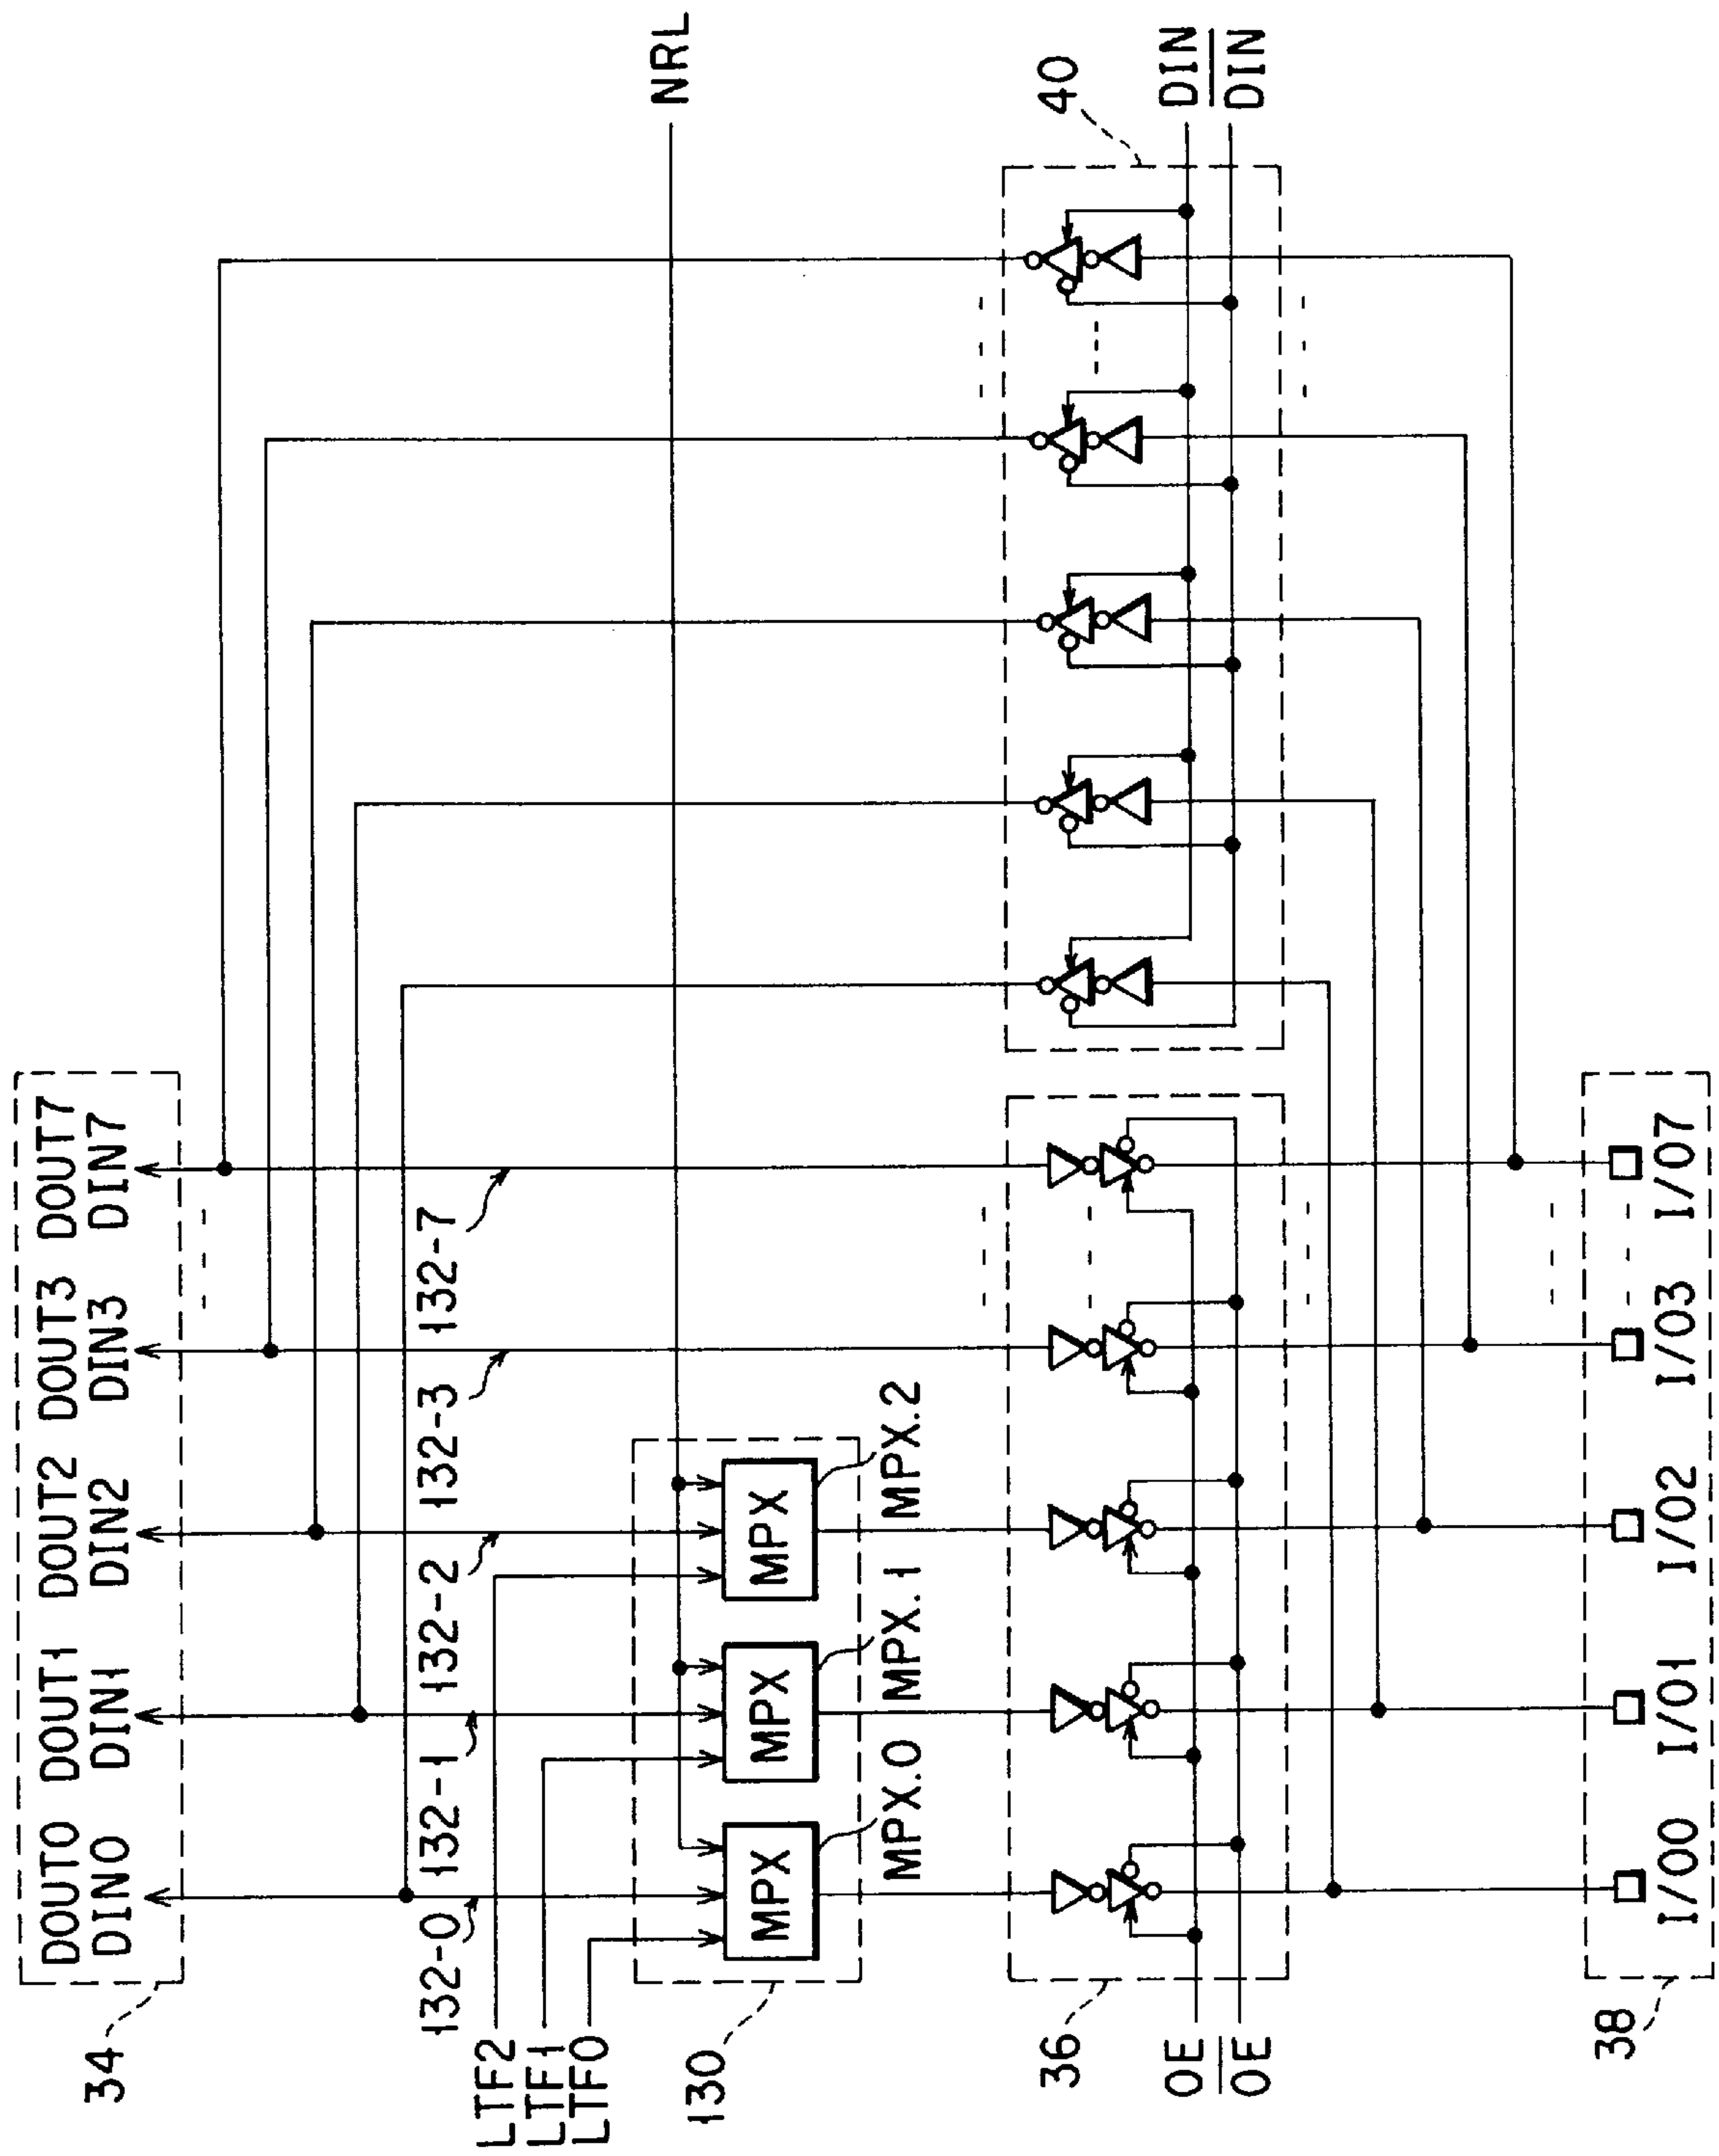 34
DOUT0 DOUT1 DOUT2 DOUT3 DOUT7
DIN0 DIN1 DIN2 DIN3 DIN7
132-0
132-1
132-2
132-3
132-7
LTF2
LTF1
LTF0
NRL
130
MPX
MPX
MPX
MPX.0
MPX.1
MPX.2
36
40
OE
OE
DIN
DIN
38
I/00 I/01 I/02 I/03 I/07